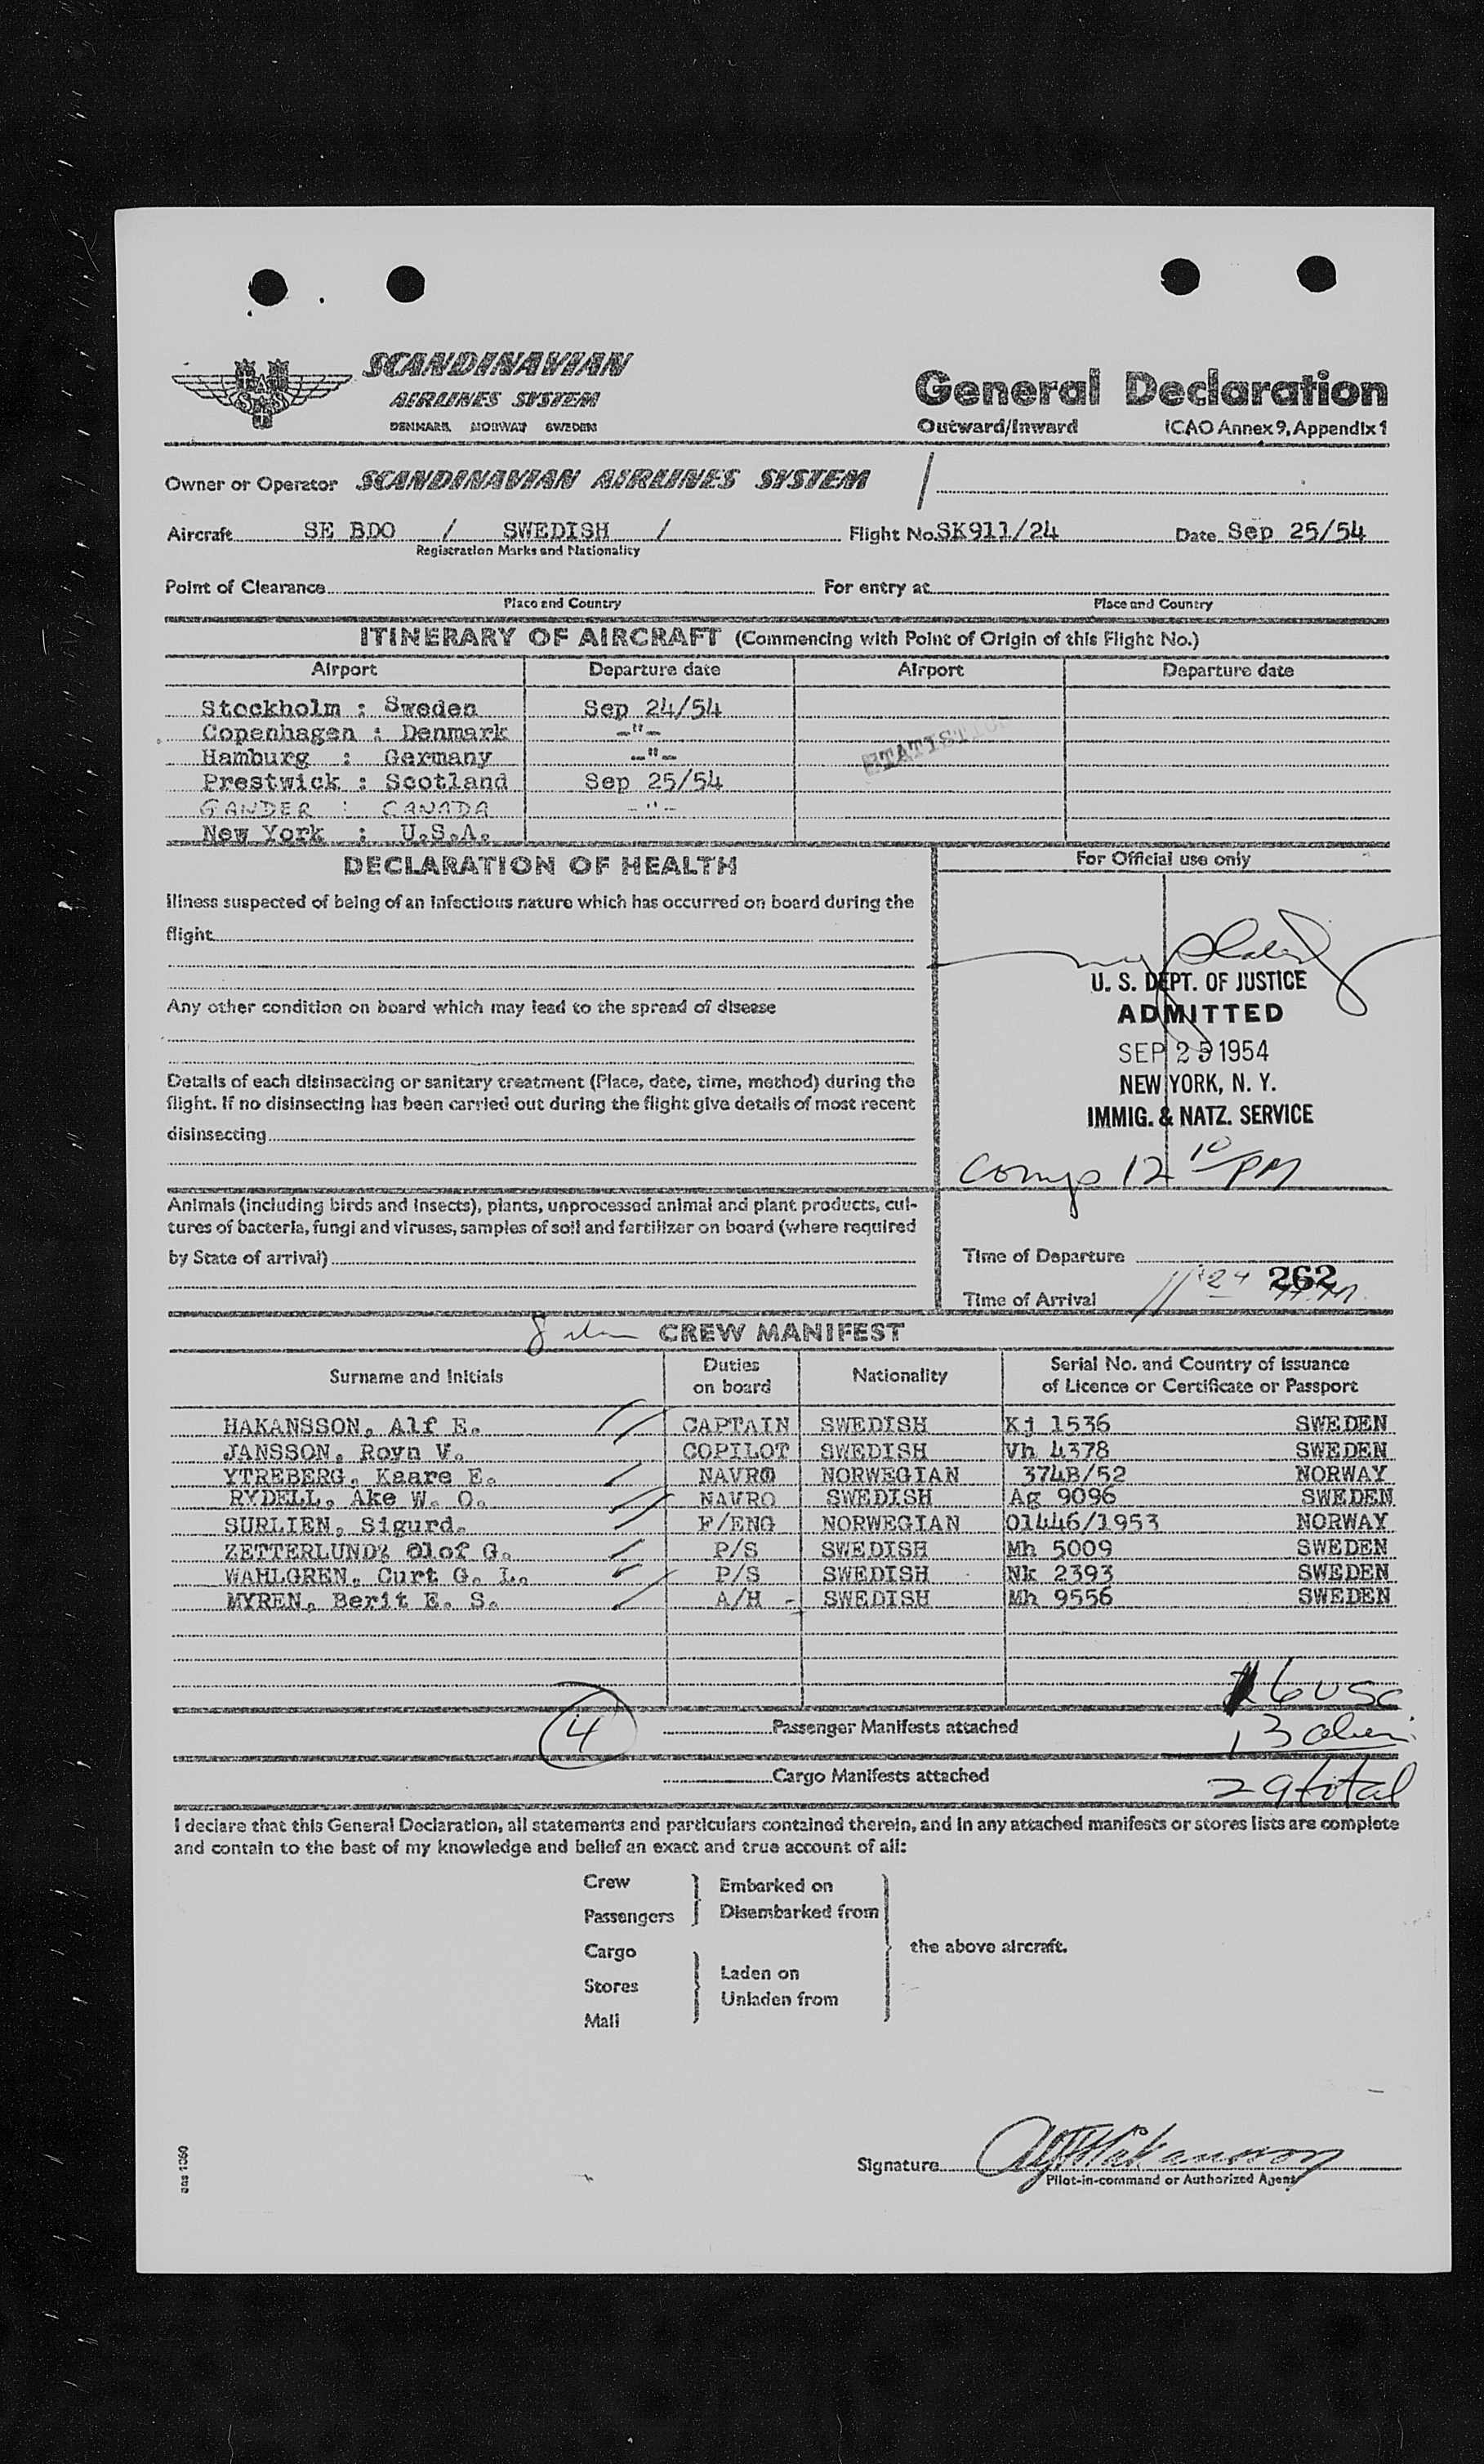 SCANDINAVIAN
AIRLINES SYSTEM
DENMARK NORWAY SWEDEN
General Declaration
Outward/Inward ICAO Annex 9, Appendix 1
Owner or Operator SCANDINAVIAN AIRLINES SYSTEM /
Aircraft SE BDO / SWEDISH / Flight No. SK911/24 Date Sep 25/54
Registration Marks and Nationality
Point of Clearance For entry at
Place and Country Place and Country
ITINERARY OF AIRCRAFT (Commencing with Point of Origin of this Flight No.)
Airport Departure date Airport Departure date
Stockholm : Sweden Sep 24/54
Copenhagen : Denmark -"-
Hamburg : Germany -"-
STATISTICS
Prestwick : Scotland Sep 25/54
GANDER : CANADA -"-
New York : U.S.A.
DECLARATION OF HEALTH
Illness suspected of being of an infectious nature which has occurred on board during the
flight
Any other condition on board which may lead to the spread of disease
Details of each disinsecting or sanitary treatment (Place, date, time, method) during the
flight. If no disinsecting has been carried out during the flight give details of most recent
disinsecting
Animals (including birds and insects), plants, unprocessed animal and plant products, cul-
tures of bacteria, fungi and viruses, samples of soil and fertilizer on board (where required
by State of arrival)
For Official use only
U. S. DEPT. OF JUSTICE
ADMITTED
SEP 25 1954
NEW YORK, N. Y.
IMMIG. & NATZ. SERVICE
Comp 12 10 PM
Time of Departure
262
Time of Arrival 11 24
8 CREW MANIFEST
Surname and Initials Duties on board Nationality Serial No. and Country of issuance of Licence or Certificate or Passport
HAKANSSON, Alf E. CAPTAIN SWEDISH Kj 1536 SWEDEN
JANSSON, Royn V. COPILOT SWEDISH Vh 4378 SWEDEN
YTREBERG, Kaare E. NAVRO NORWEGIAN 374B/52 NORWAY
RYDELL, Ake W. O. NAVRO SWEDISH Ag 9096 SWEDEN
SURLIEN, Sigurd. F/ENG NORWEGIAN 01446/1953 NORWAY
ZETTERLUND, Olof G. P/S SWEDISH Mh 5009 SWEDEN
WAHLGREN, Curt G. L. P/S SWEDISH Nk 2393 SWEDEN
MYREN, Berit E. S. A/H - SWEDISH Mh 9556 SWEDEN
16 USC
4 Passenger Manifests attached
13 alien
Cargo Manifests attached
29 total
I declare that this General Declaration, all statements and particulars contained therein, and in any attached manifests or stores lists are complete
and contain to the best of my knowledge and belief an exact and true account of all:
Crew
Passengers
Embarked on
Disembarked from
Cargo
Stores
Mail
Laden on
Unladen from
the above aircraft.
Signature Alf Hakansson
Pilot-in-command or Authorized Agent
sas 1060